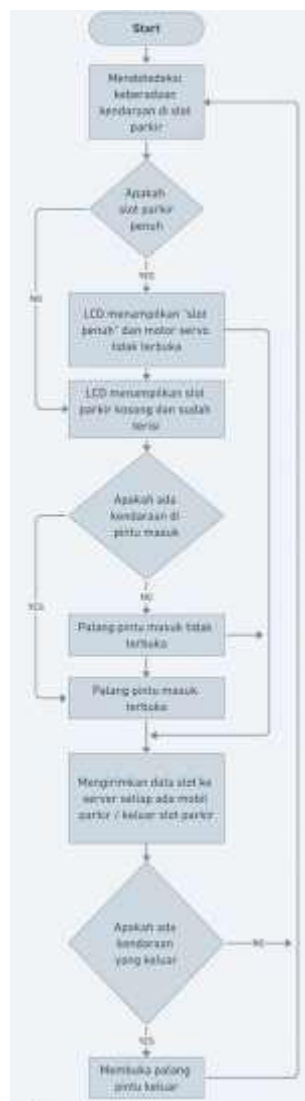 Start
Mendetedeksi
keberadaan
kendaraan di slot
parkir
Apakah
slot parkir
penuh
YES
NO
LCD menampilkan "slot
penuh" dan motor servo
tidak terbuka
LCD menampilkan slot
parkir kosong dan sudah
terisi
Apakah ada
kendaraan di
pintu masuk
NO
YES
Palang pintu masuk tidak
terbuka
Palang pintu masuk
terbuka
Mengirimkan data slot ke
server setiap ada mobil
parkir / keluar slot parkir
Apakah ada
kendaraan
yang keluar
NO
YES
Membuka palang
pintu keluar